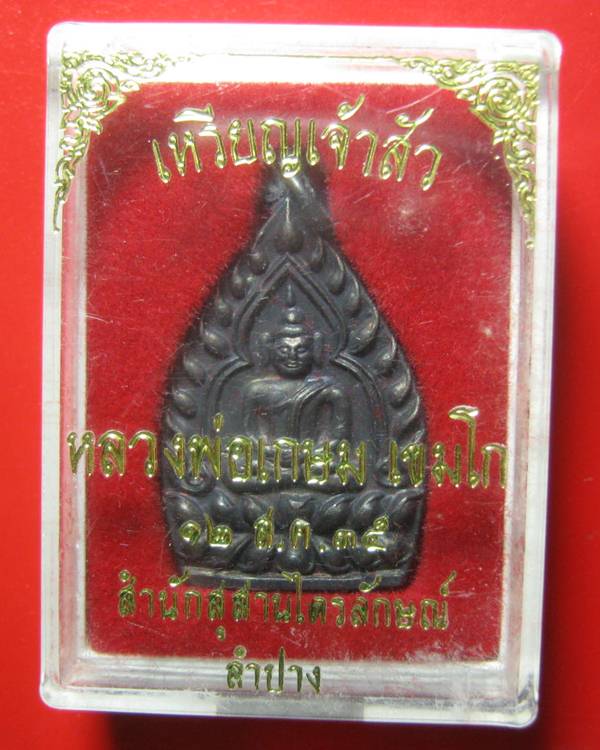 เหรียญเจ้าสัว
หลวงพ่อเกษม เขมโก
๑๒ ส.ค.๓๕
สำนักสุสานไตรลักษณ์
ลำปาง